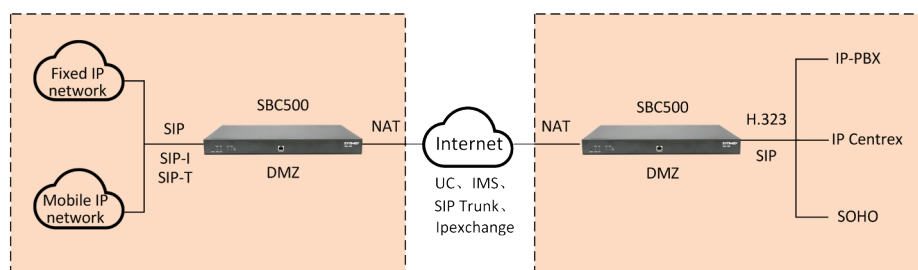 Fixed IP
network
Mobile IP
network
SIP
SIP-I
SIP-T
SBC500
DMZ
NAT
Internet
UC、IMS、
SIP Trunk、
Ipexchange
NAT
SBC500
DMZ
H.323
SIP
IP-PBX
IP Centrex
SOHO